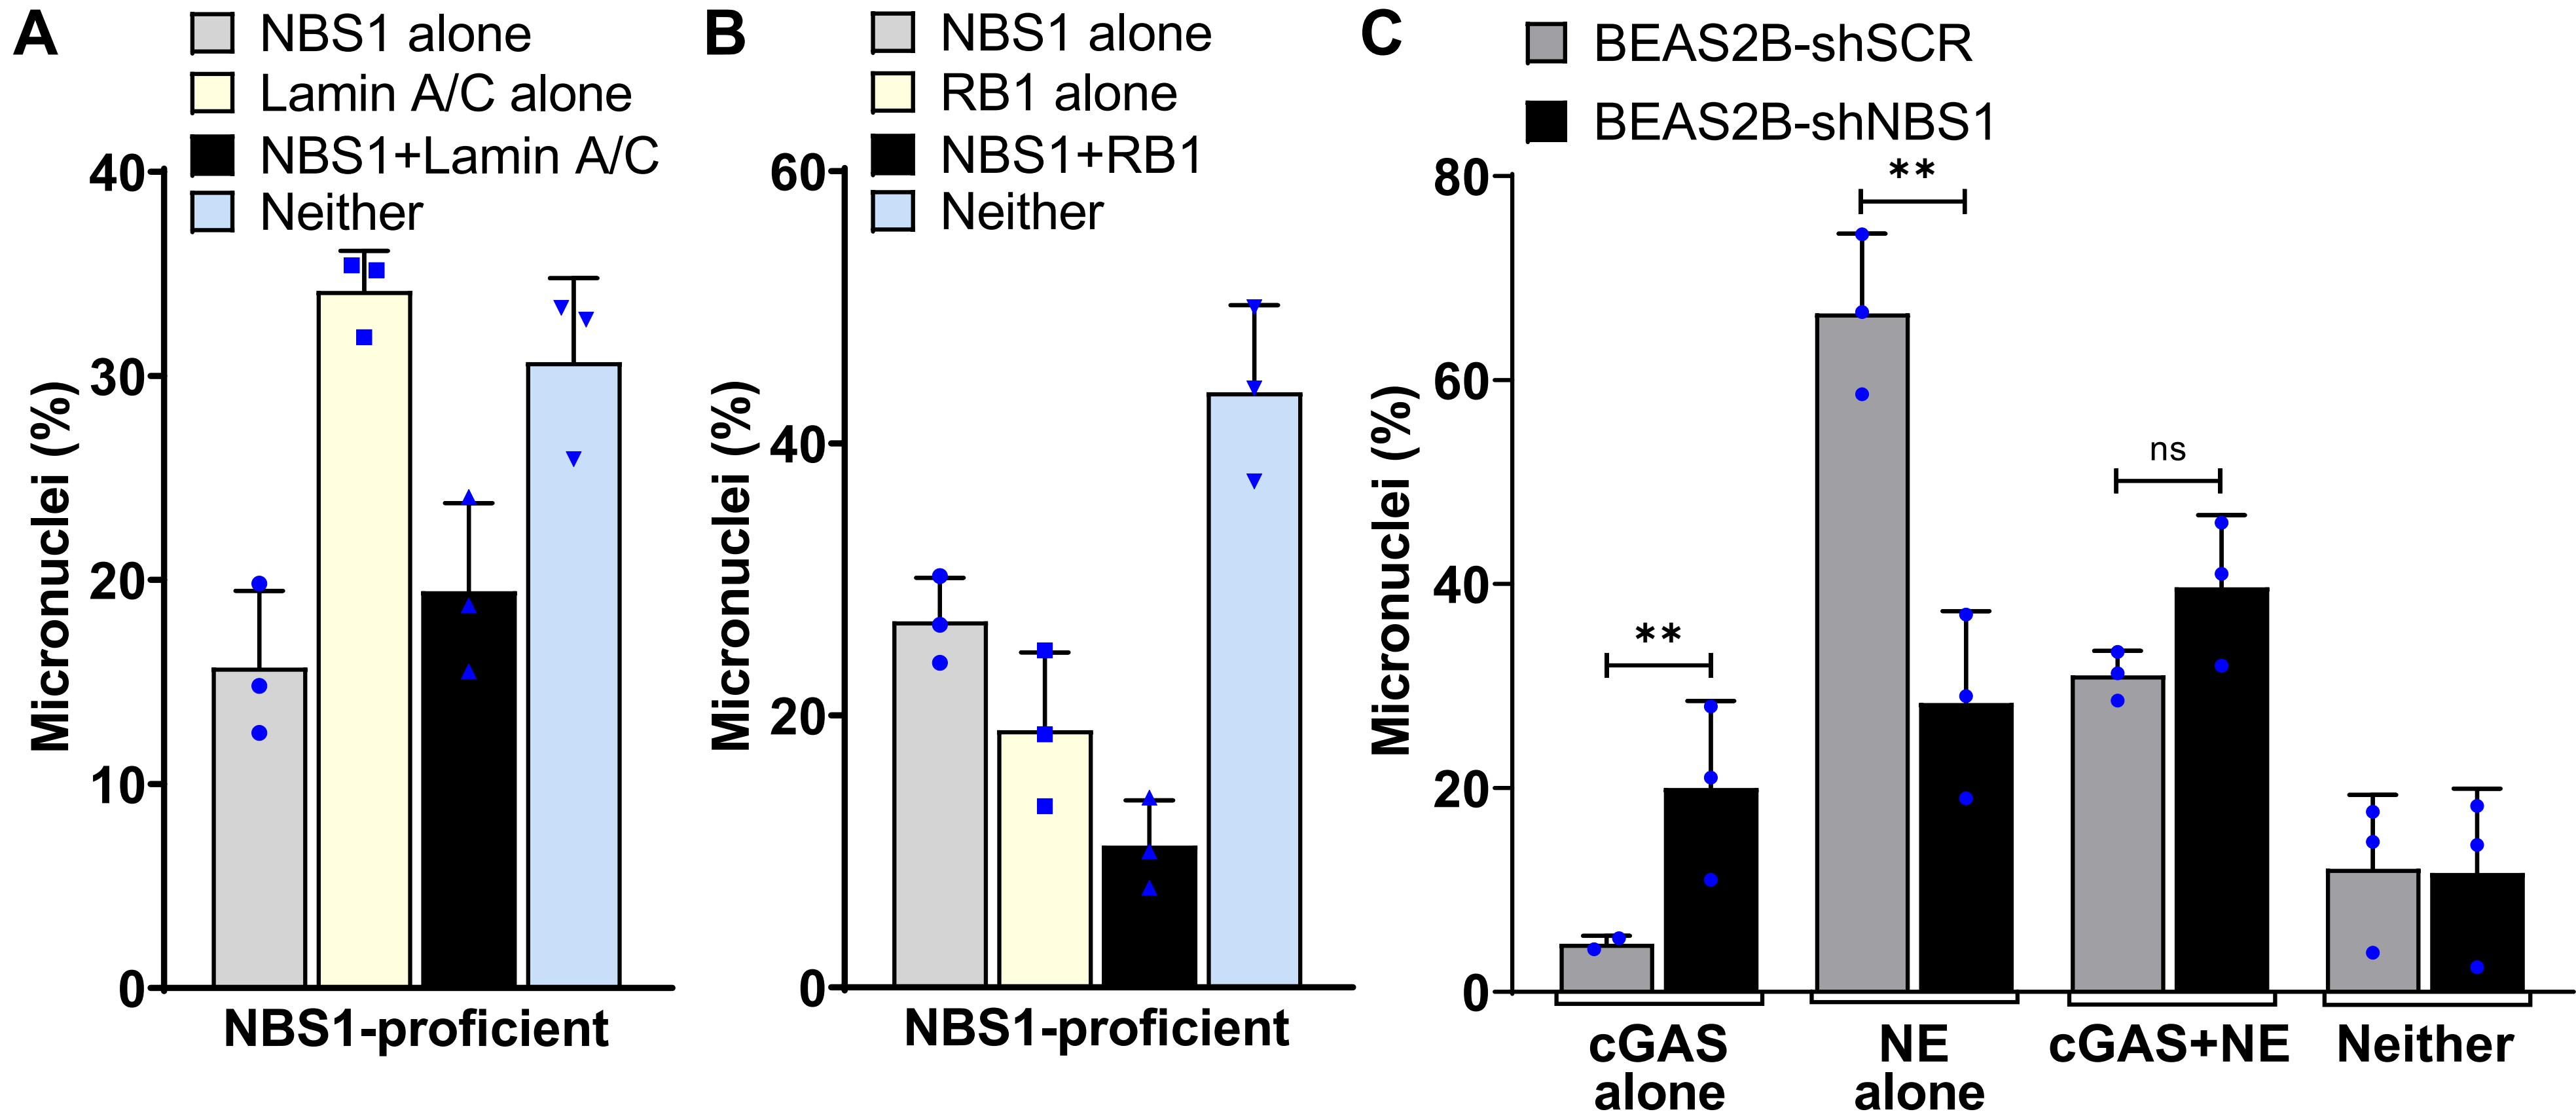 A
NBS1 alone
Lamin A/C alone
NBS1+Lamin A/C
Neither
Micronuclei (%)
40
30
20
10
0
NBS1-proficient
B
NBS1 alone
RB1 alone
NBS1+RB1
Neither
Micronuclei (%)
60
40
20
0
NBS1-proficient
C
BEAS2B-shSCR
BEAS2B-shNBS1
Micronuclei (%)
80
60
40
20
0
**
**
ns
cGAS
alone
NE
alone
cGAS+NE
Neither